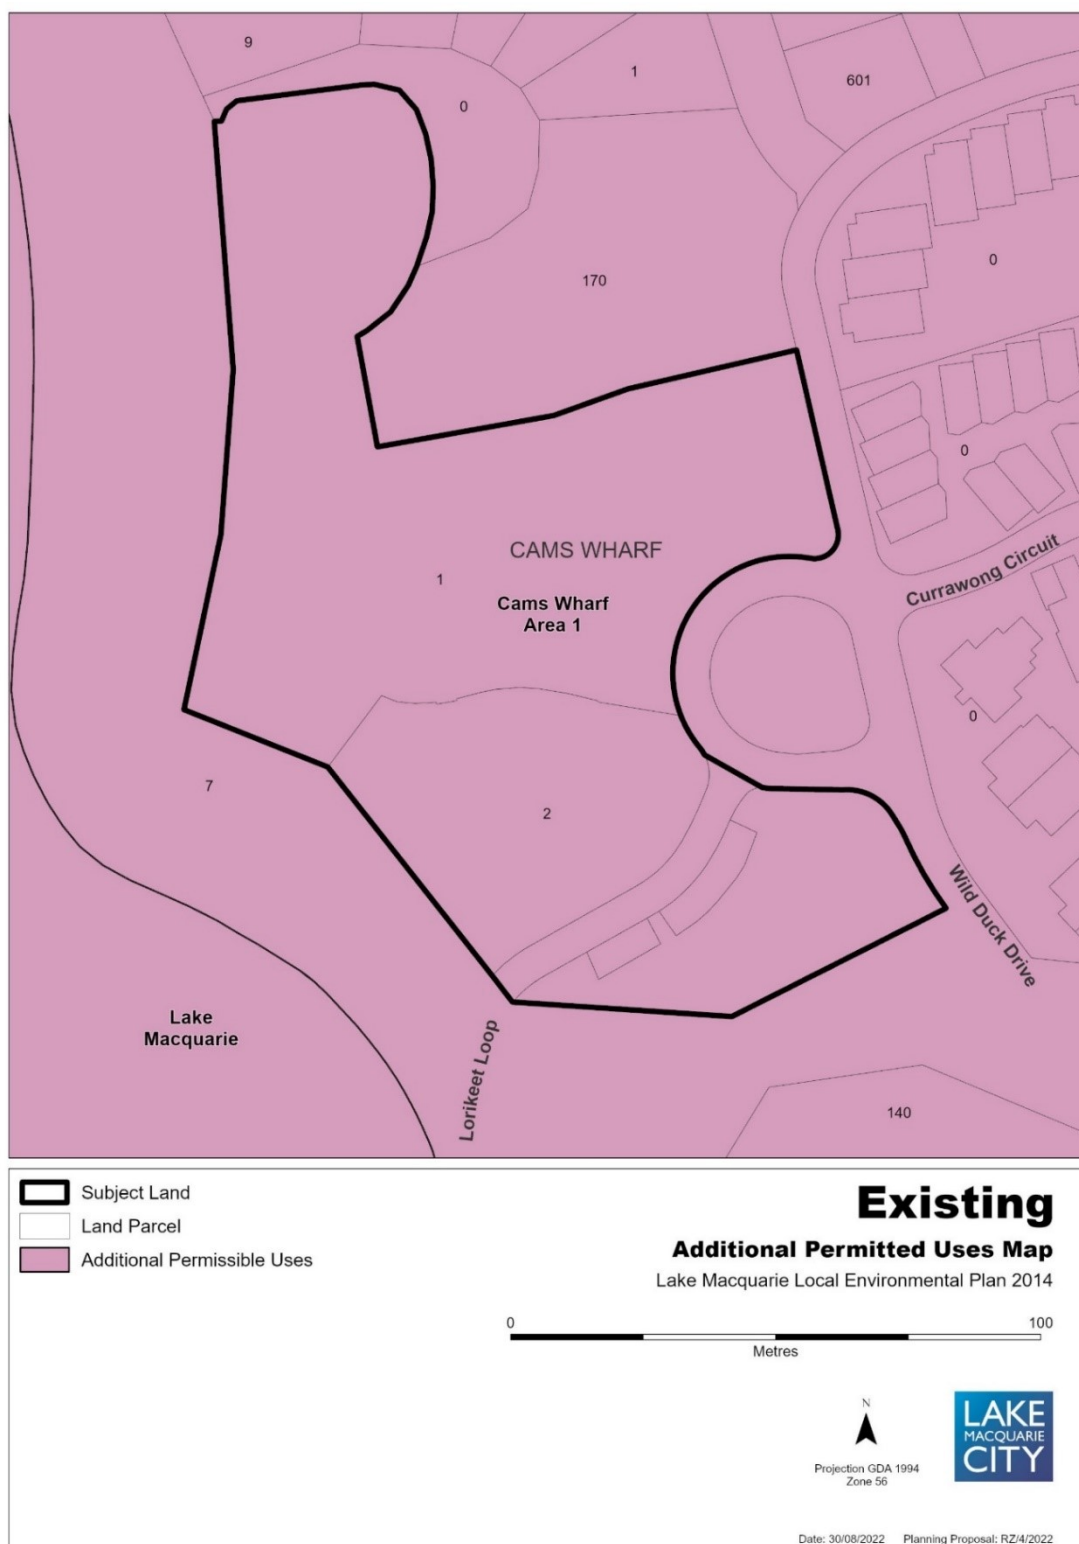 9
0
1
601
170
0
0
CAMS WHARF
1
Cams Wharf
Area 1
Currawong Circuit
0
7
2
Wild Duck Drive
Lake
Macquarie
Lorikeet Loop
140
Subject Land
Land Parcel
Additional Permissible Uses
Existing
Additional Permitted Uses Map
Lake Macquarie Local Environmental Plan 2014
0 100
Metres
N
Projection GDA 1994
Zone 56
LAKE
MACQUARIE
CITY
Date: 30/08/2022 Planning Proposal: RZ/4/2022